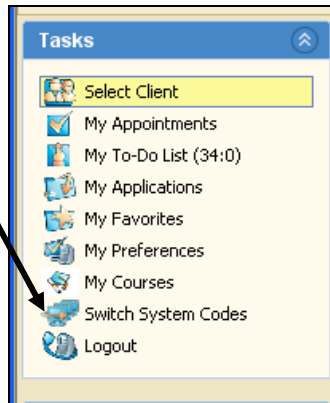 Tasks
Select Client
My Appointments
My To-Do List (34:0)
My Applications
My Favorites
My Preferences
My Courses
Switch System Codes
Logout